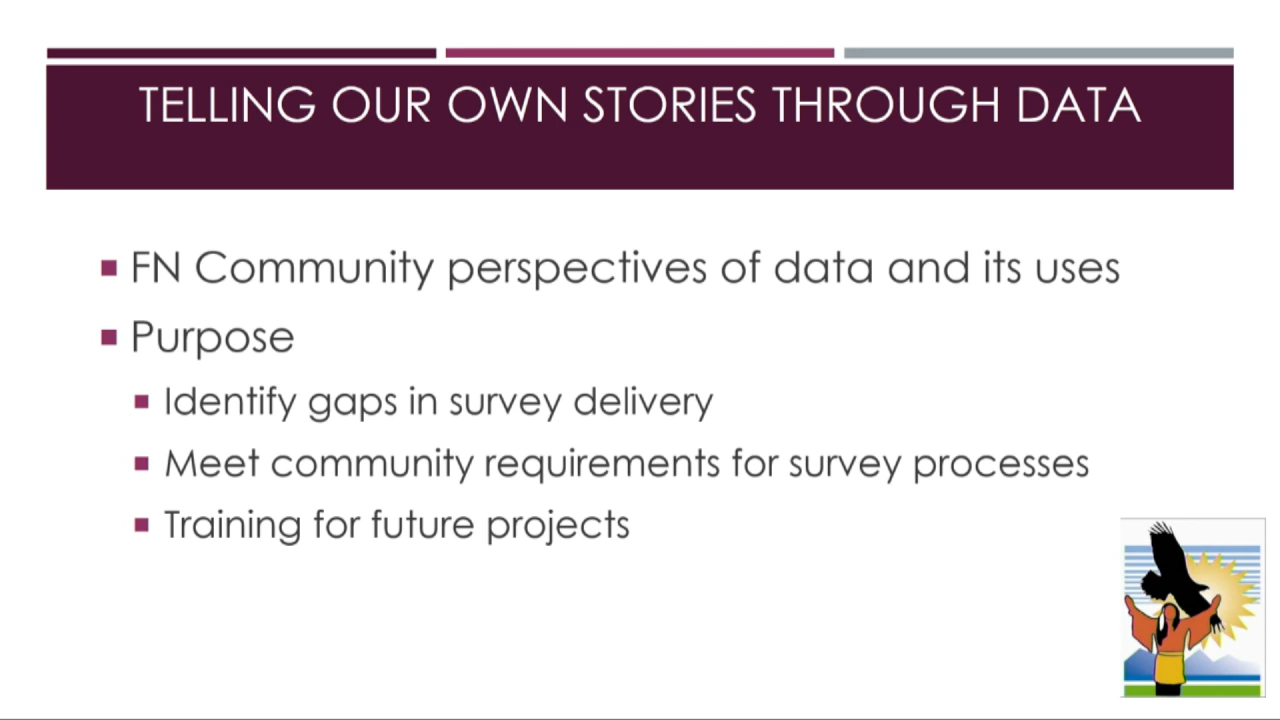 TELLING OUR OWN STORIES THROUGH DATA
FN Community perspectives of data and its uses
Purpose
Identify gaps in survey delivery
Meet community requirements for survey processes
Training for future projects